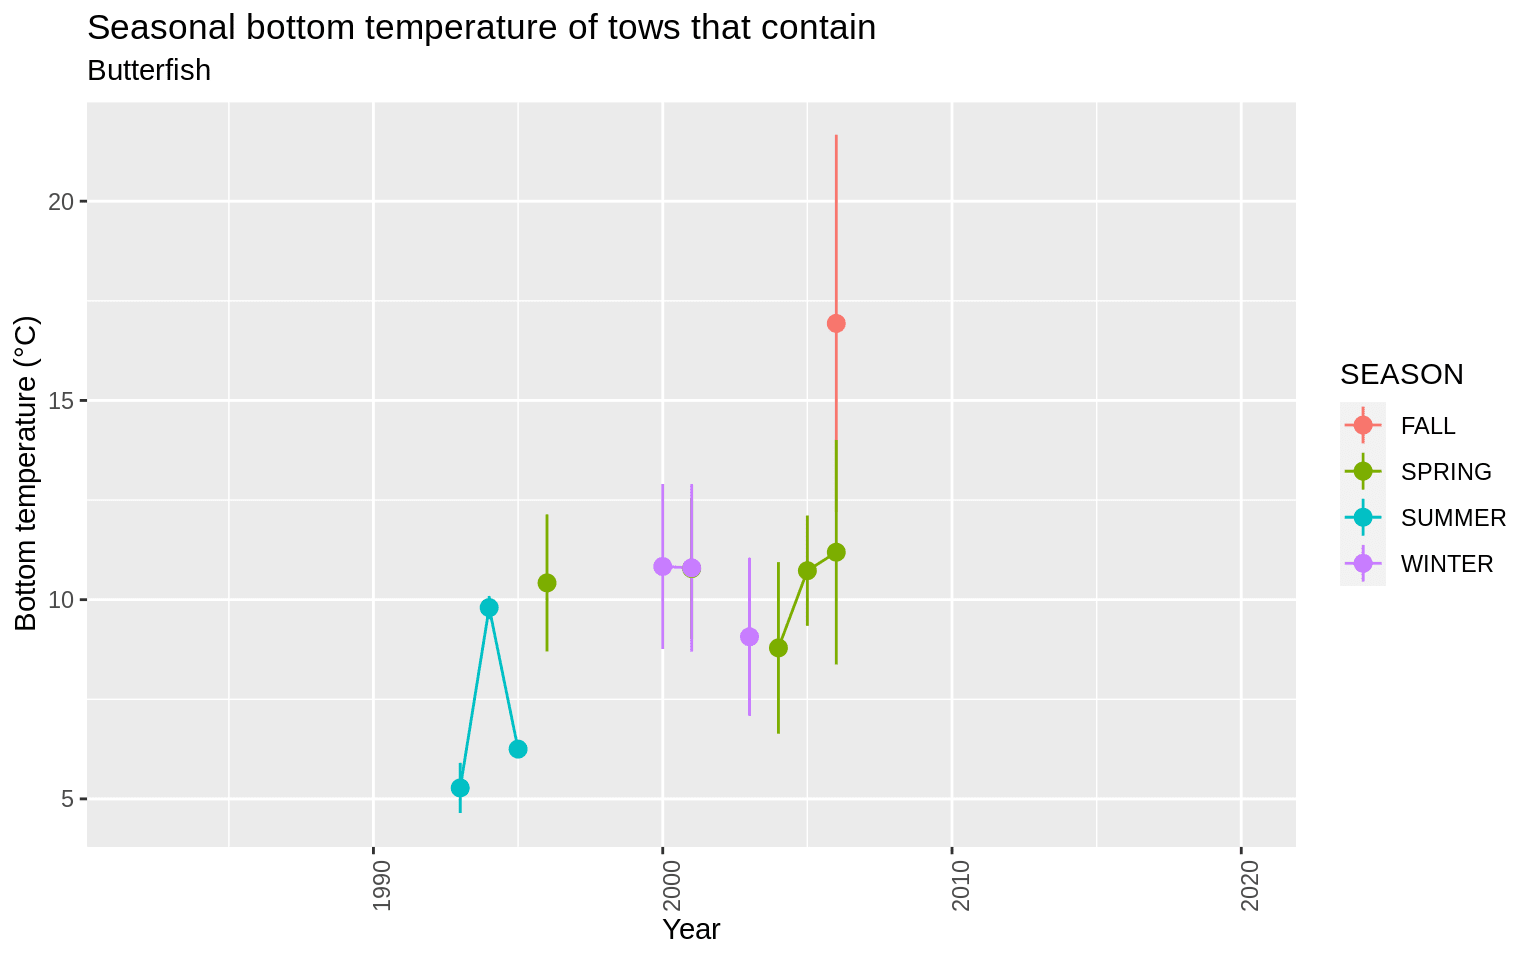 Seasonal bottom temperature of tows that contain
Butterfish
Bottom temperature (°C)
20
15
10
5
1990
2000
2010
2020
Year
SEASON
FALL
SPRING
SUMMER
WINTER